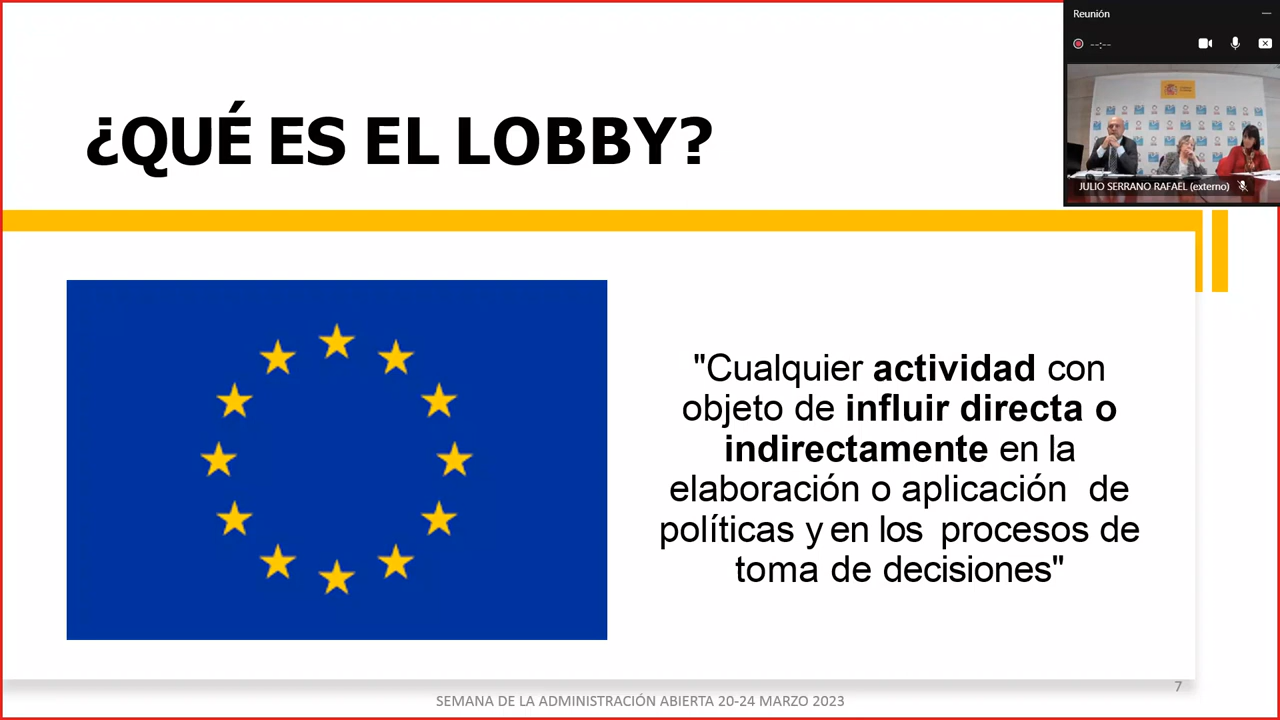 Reunión
--:--
¿QUÉ ES EL LOBBY?
JULIO SERRANO RAFAEL (externo)
"Cualquier actividad con
objeto de influir directa o
indirectamente en la
elaboración o aplicación de
políticas y en los procesos de
toma de decisiones"
7
SEMANA DE LA ADMINISTRACIÓN ABIERTA 20-24 MARZO 2023